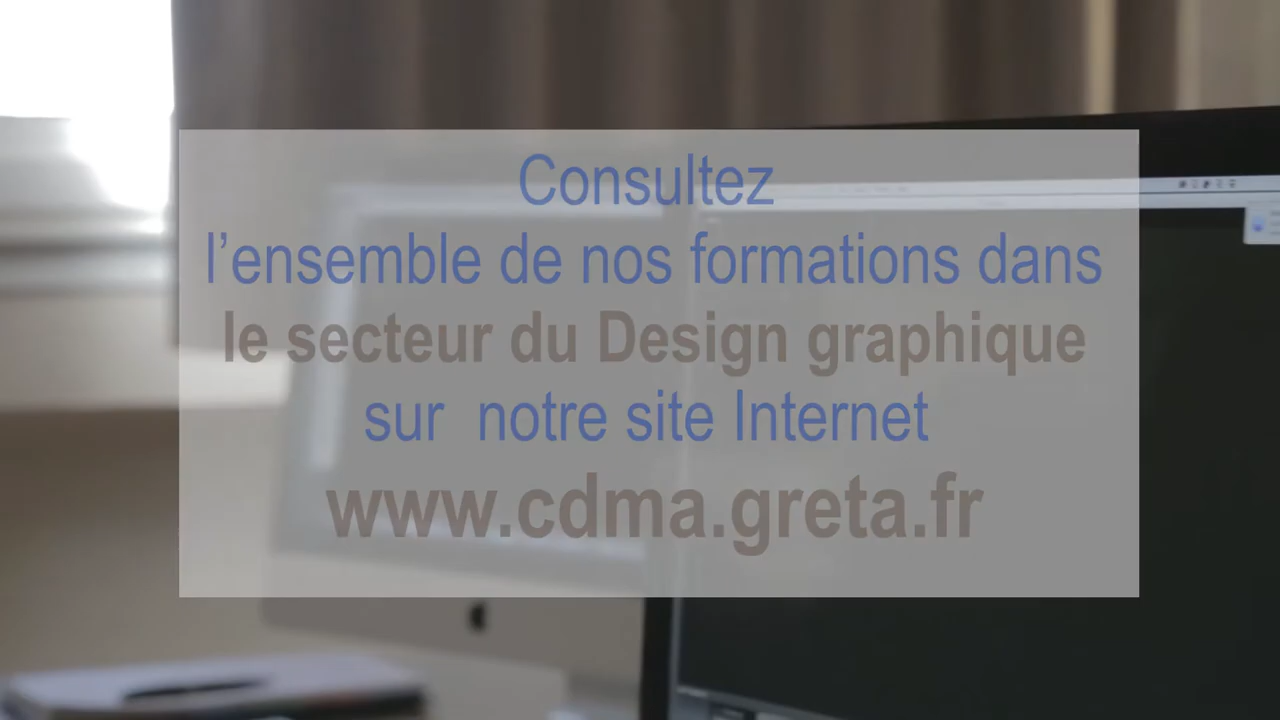 Consultez
l’ensemble de nos formations dans
le secteur du Design graphique
sur  notre site Internet
www.cdma.greta.fr